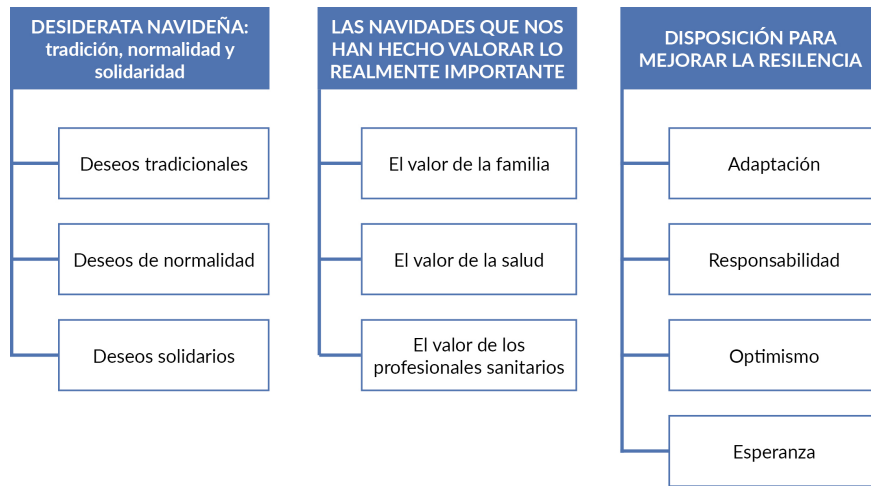 DESIDERATA NAVIDEÑA:
tradición, normalidad y
solidaridad
Deseos tradicionales
Deseos de normalidad
Deseos solidarios
LAS NAVIDADES QUE NOS
HAN HECHO VALORAR LO
REALMENTE IMPORTANTE
El valor de la familia
El valor de la salud
El valor de los
profesionales sanitarios
DISPOSICIÓN PARA
MEJORAR LA RESILENCIA
Adaptación
Responsabilidad
Optimismo
Esperanza